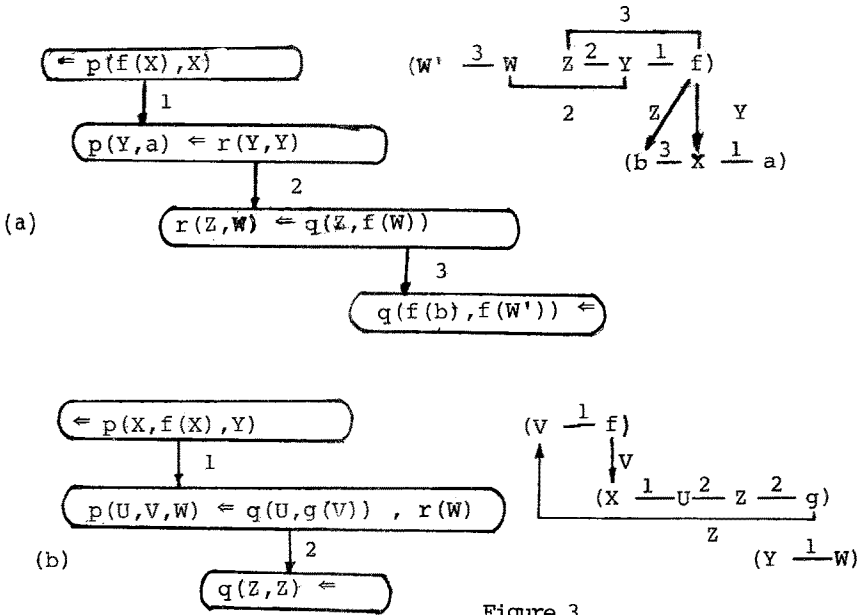 3
⇐ p(f(X),X)
(W' 3 W Z 2 Y 1 f)
1
2
Z Y
p(Y,a) ⇐ r(Y,Y)
(b 3 X 1 a)
2
(a)
r(Z,W) ⇐ q(Z,f(W))
3
q(f(b),f(W')) ⇐
⇐ p(X,f(X),Y)
(V 1 f)
1
V
p(U,V,W) ⇐ q(U,g(V)) , r(W)
(X 1 U 2 Z 2 g)
Z
(b)
2
(Y 1 W)
q(Z,Z) ⇐
Figure 3